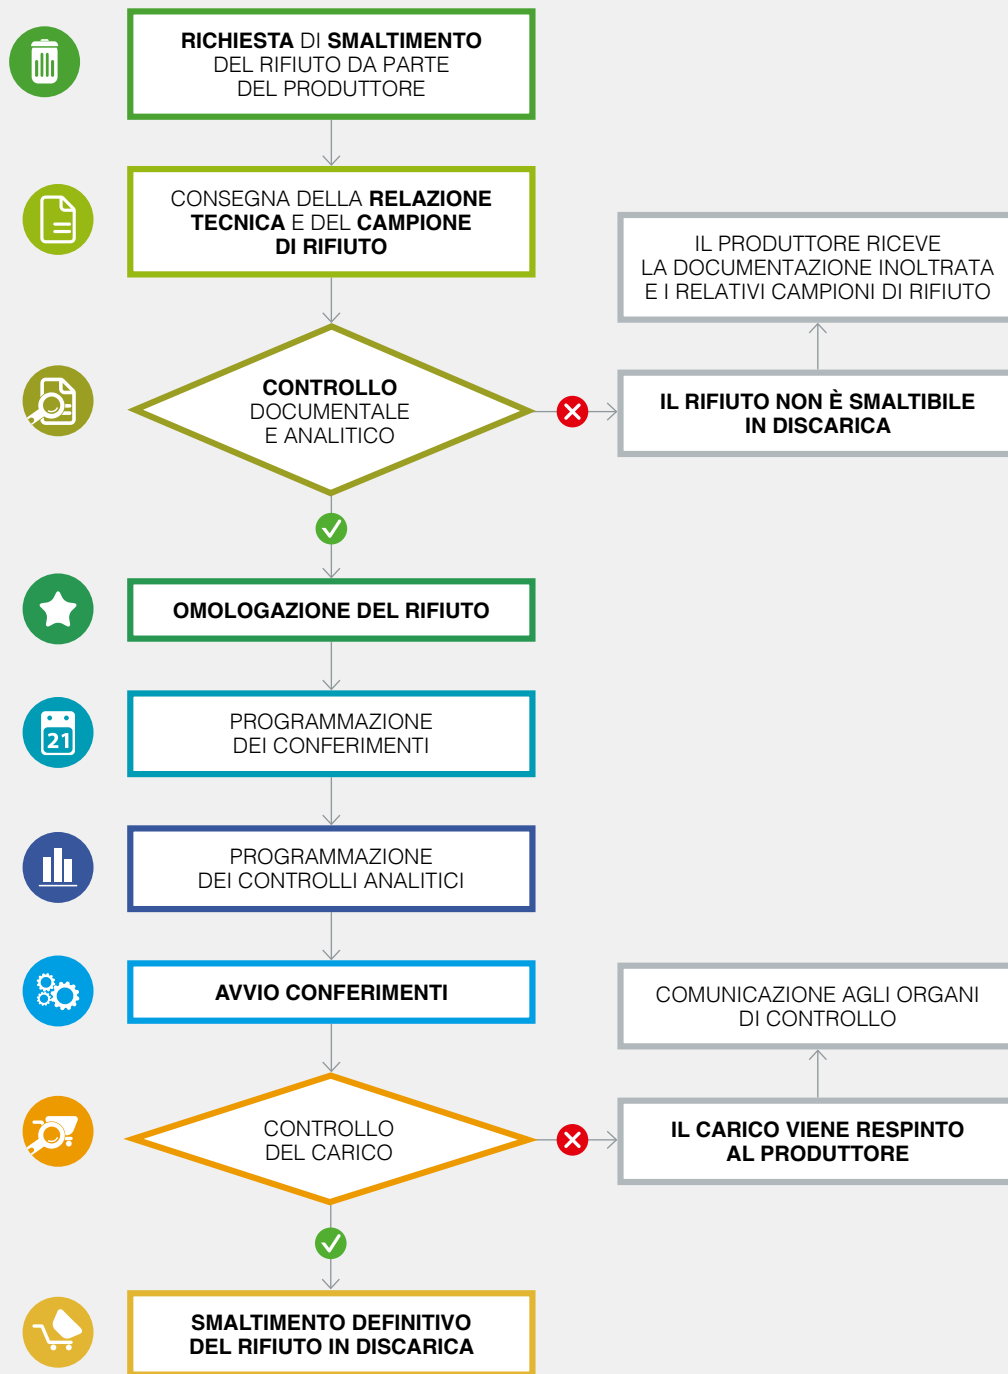 RICHIESTA DI SMALTIMENTO
DEL RIFIUTO DA PARTE
DEL PRODUTTORE
CONSEGNA DELLA RELAZIONE
TECNICA E DEL CAMPIONE
DI RIFIUTO
IL PRODUTTORE RICEVE
LA DOCUMENTAZIONE INOLTRATA
E I RELATIVI CAMPIONI DI RIFIUTO
CONTROLLO
DOCUMENTALE
E ANALITICO
IL RIFIUTO NON È SMALTIBILE
IN DISCARICA
OMOLOGAZIONE DEL RIFIUTO
21
PROGRAMMAZIONE
DEI CONFERIMENTI
PROGRAMMAZIONE
DEI CONTROLLI ANALITICI
AVVIO CONFERIMENTI
COMUNICAZIONE AGLI ORGANI
DI CONTROLLO
CONTROLLO
DEL CARICO
IL CARICO VIENE RESPINTO
AL PRODUTTORE
SMALTIMENTO DEFINITIVO
DEL RIFIUTO IN DISCARICA